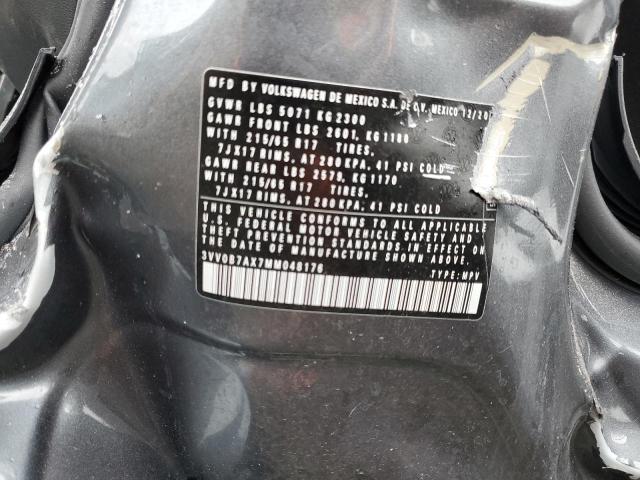 MFD BY VOLKSWAGEN DE MEXICO S.A. DE C.V. MEXICO 12/20
GVWR LBS 5071 KG 2300
GAWR FRONT LBS 2601, KG 1180
WITH 215/65 R17 TIRES,
7JX17 RIMS, AT 280 KPA, 41 PSI COLD
GAWR REAR LBS 2579, KG 1170
WITH 215/65 R17 TIRES,
7JX17 RIMS, AT 280 KPA, 41 PSI COLD
THIS VEHICLE CONFORMS TO ALL APPLICABLE
U.S. FEDERAL MOTOR VEHICLE SAFETY AND
THEFT PREVENTION STANDARDS IN EFFECT ON
THE DATE OF MANUFACTURE SHOWN ABOVE.
3VV0B7AX7MM048176 TYPE: MPV